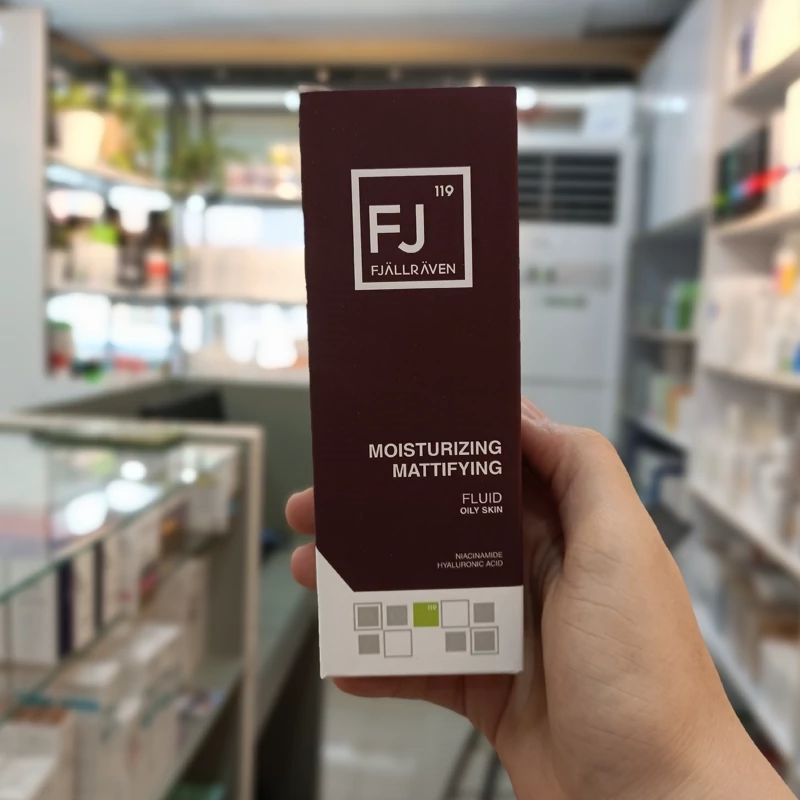 119
FJ
FJÄLLRÄVEN
MOISTURIZING
MATTIFYING
FLUID
OILY SKIN
NIACINAMIDE
HYALURONIC ACID
119